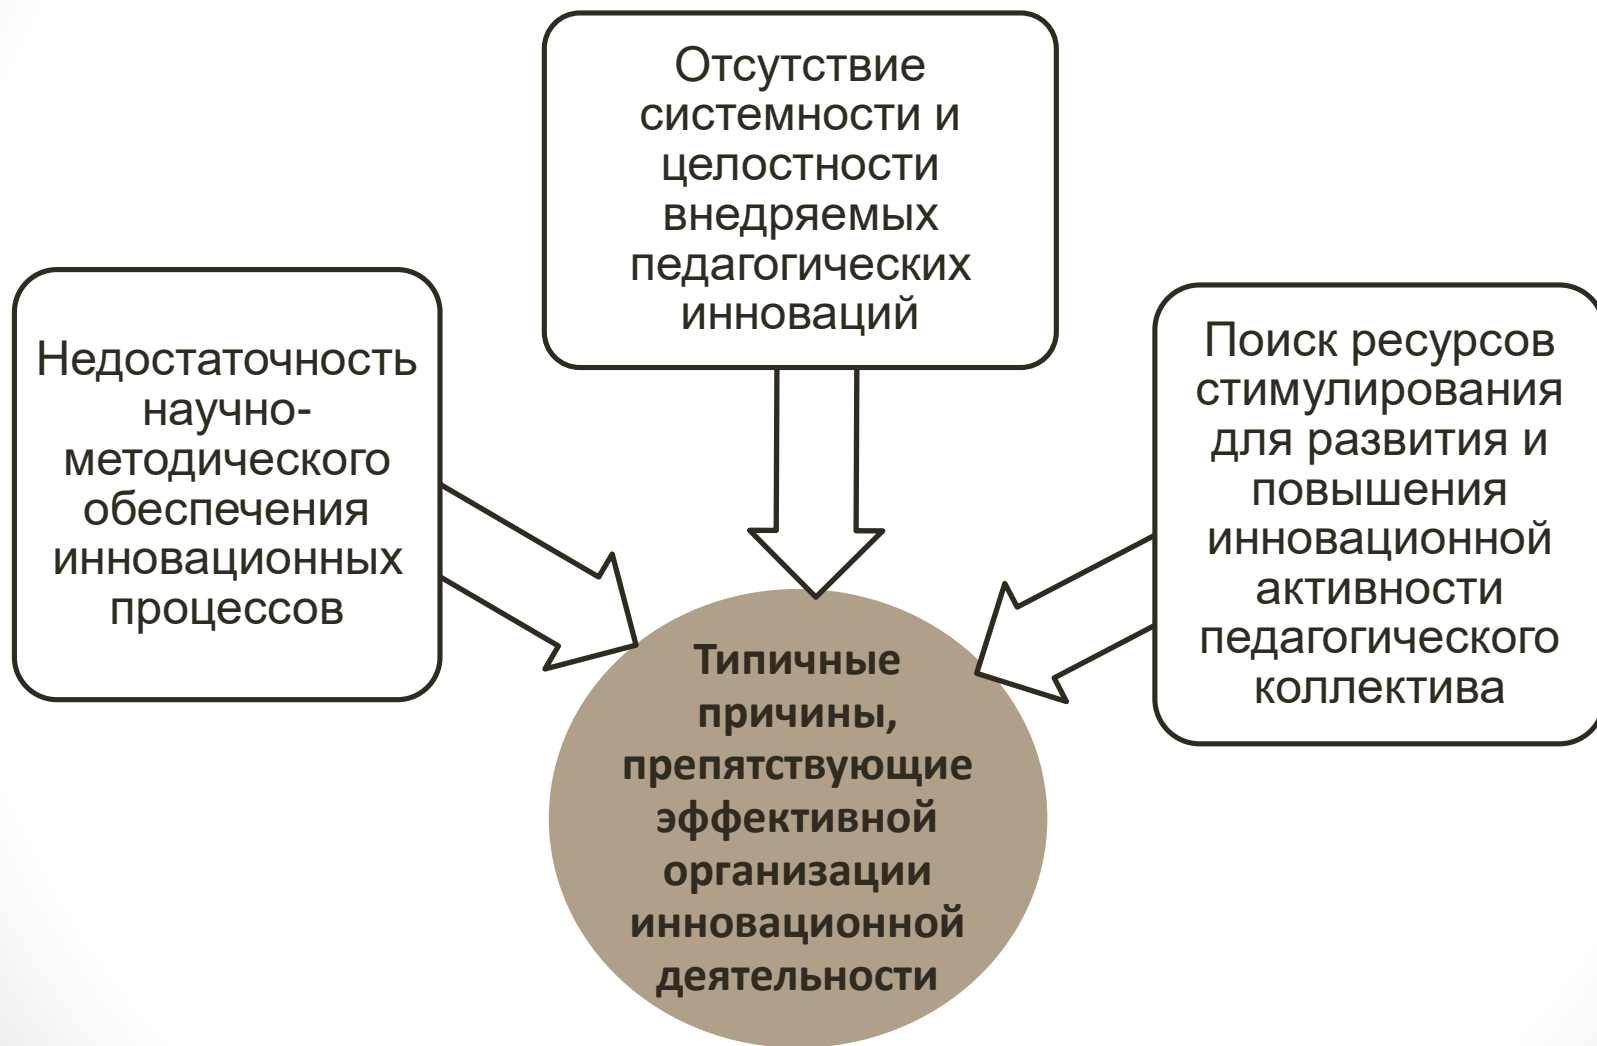 Отсутствие
системности и
целостности
внедряемых
педагогических
инноваций
Недостаточность
научно-
методического
обеспечения
инновационных
процессов
Поиск ресурсов
стимулирования
для развития и
повышения
инновационной
активности
педагогического
коллектива
Типичные
причины,
препятствующие
эффективной
организации
инновационной
деятельности